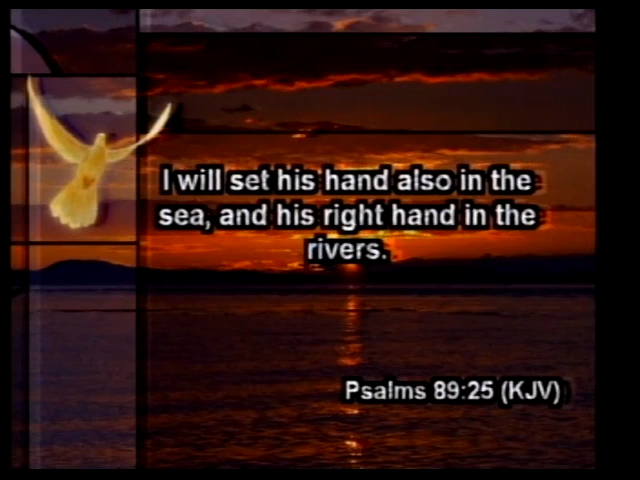 I will set his hand also in the
sea, and his right hand in the
rivers.
Psalms 89:25 (KJV)